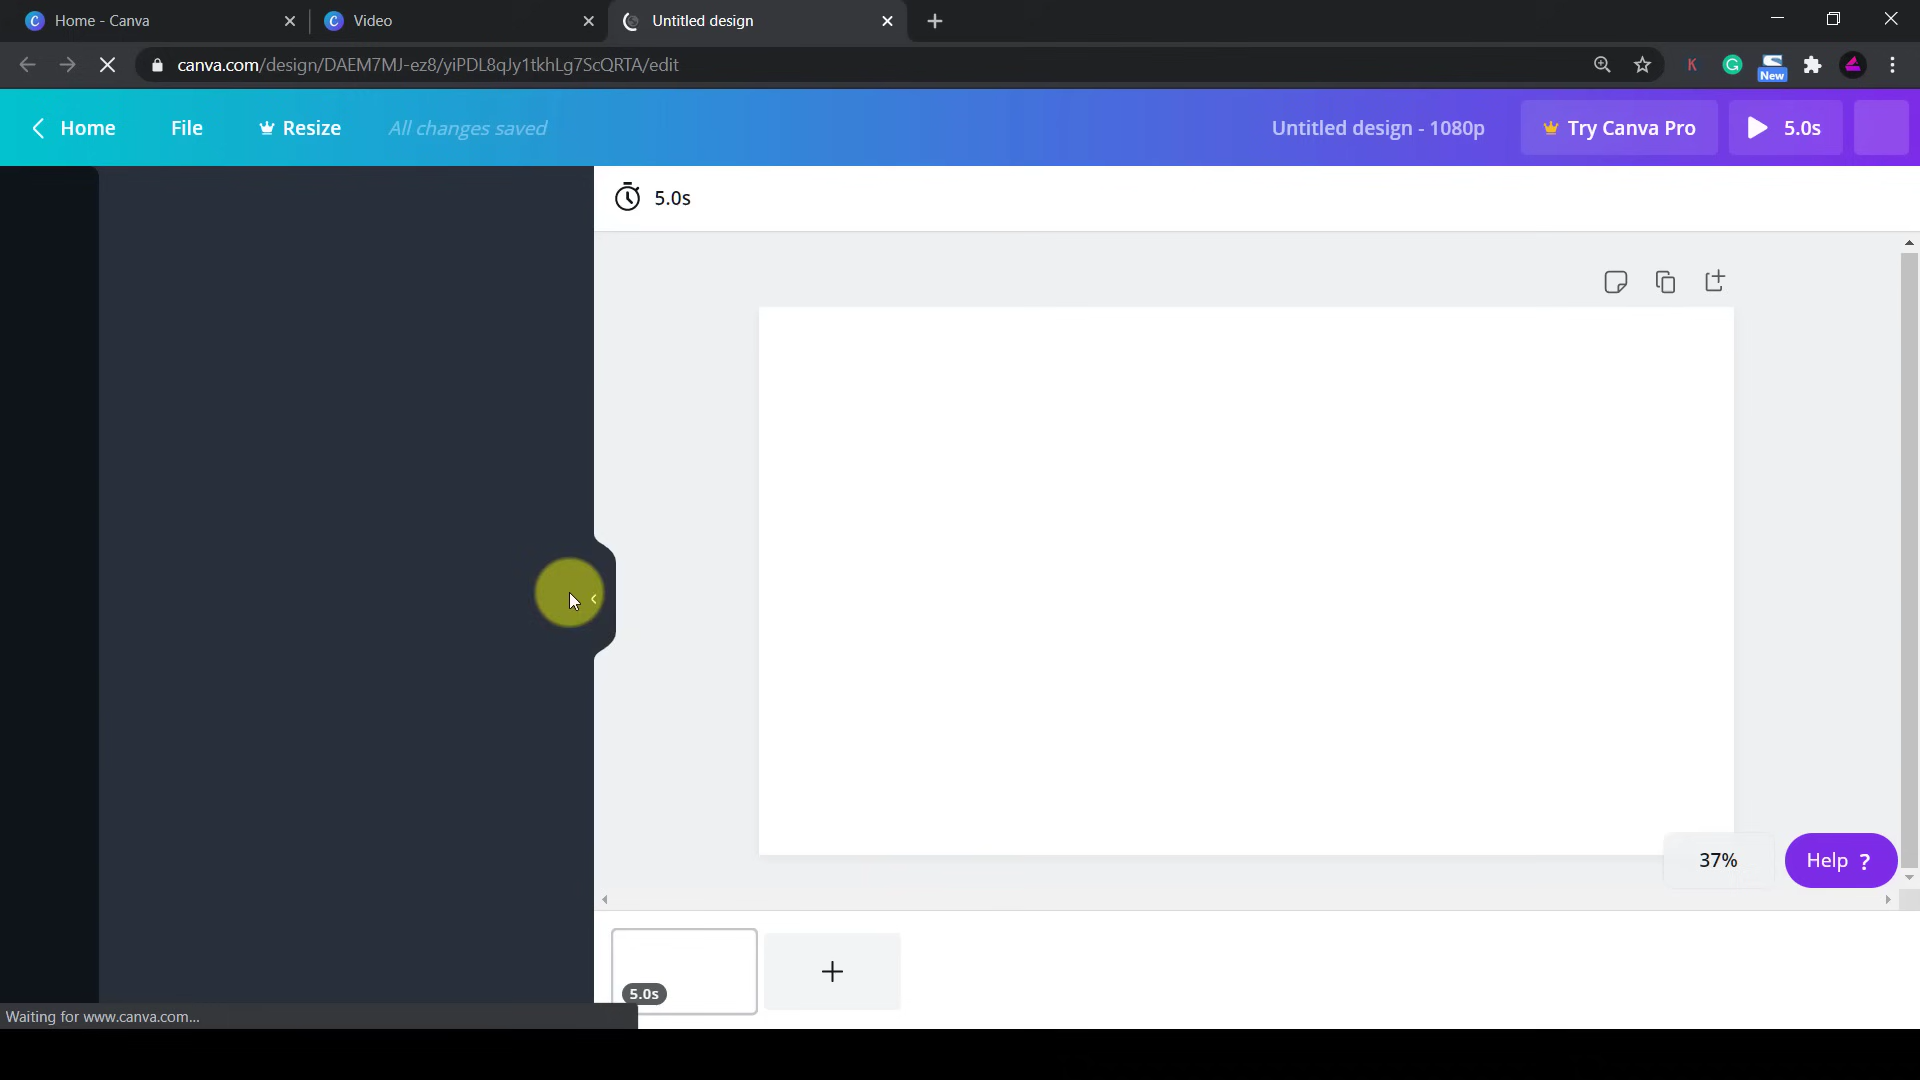 Home - Canva
Video
Untitled design
canva.com/design/DAEM7MJ-ez8/yiPDL8qJy1tkhLg7ScQRTA/edit
K
G
New
Home
File
Resize
All changes saved
Untitled design - 1080p
Try Canva Pro
5.0s
5.0s
37%
Help ?
5.0s
Waiting for www.canva.com...